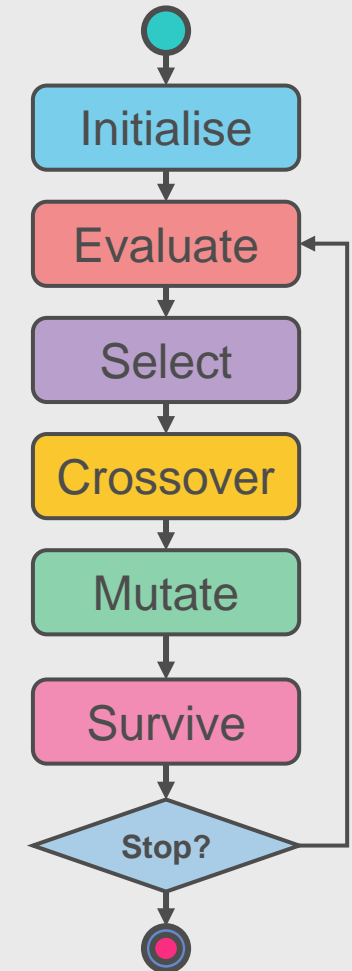 Initialise
Evaluate
Select
Crossover
Mutate
Survive
Stop?